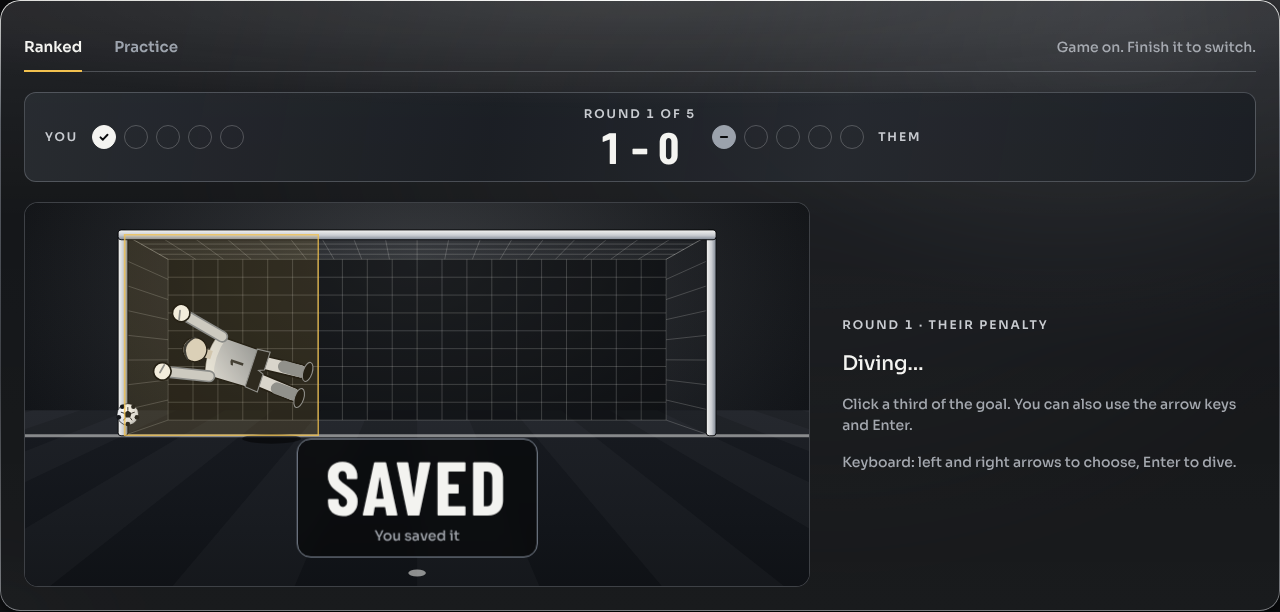 Ranked
Practice
Game on. Finish it to switch.
YOU
ROUND 1 OF 5
1 - 0
THEM
1
SAVED
You saved it
ROUND 1 · THEIR PENALTY
Diving...
Click a third of the goal. You can also use the arrow keys
and Enter.
Keyboard: left and right arrows to choose, Enter to dive.